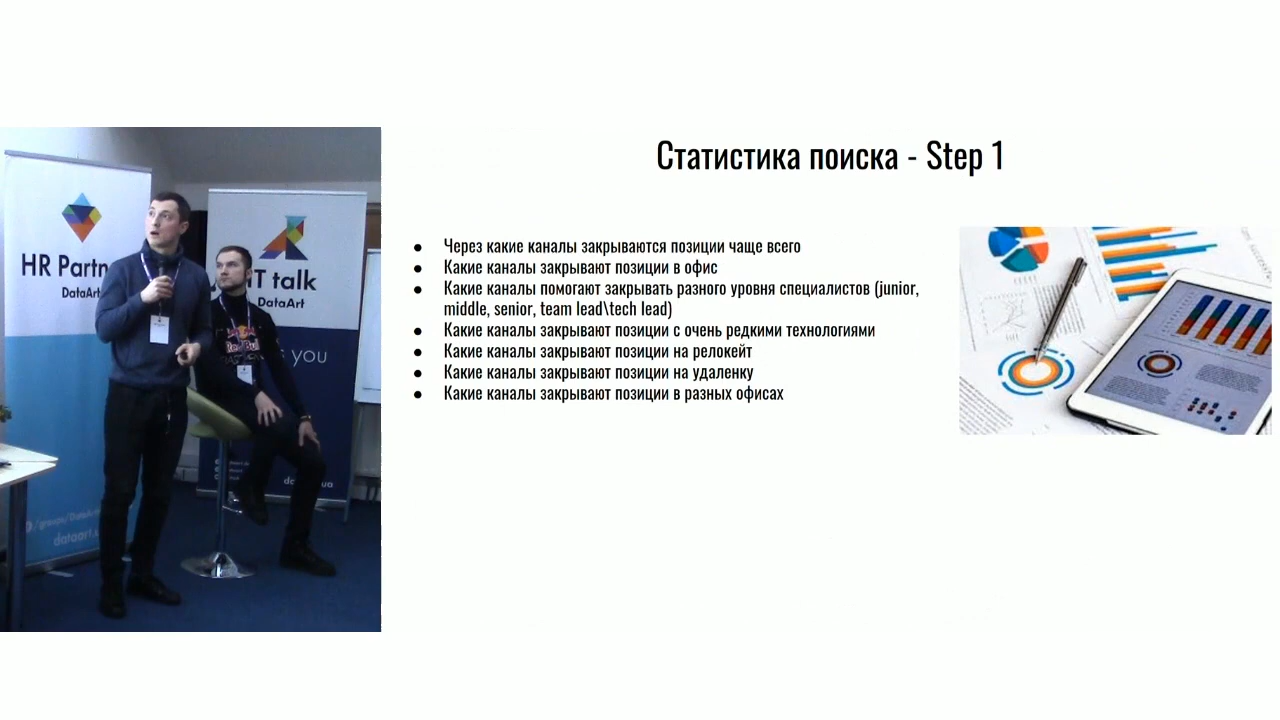 Статистика поиска - Step 1
● Через какие каналы закрываются позиции чаще всего
● Какие каналы закрывают позиции в офис
● Какие каналы помогают закрывать разного уровня специалистов (junior,
middle, senior, team lead\tech lead)
● Какие каналы закрывают позиции с очень редкими технологиями
● Какие каналы закрывают позиции на релокейт
● Какие каналы закрывают позиции на удаленку
● Какие каналы закрывают позиции в разных офисах
HR Partn
DataArt
IT talk
DataArt
Red Bull
you